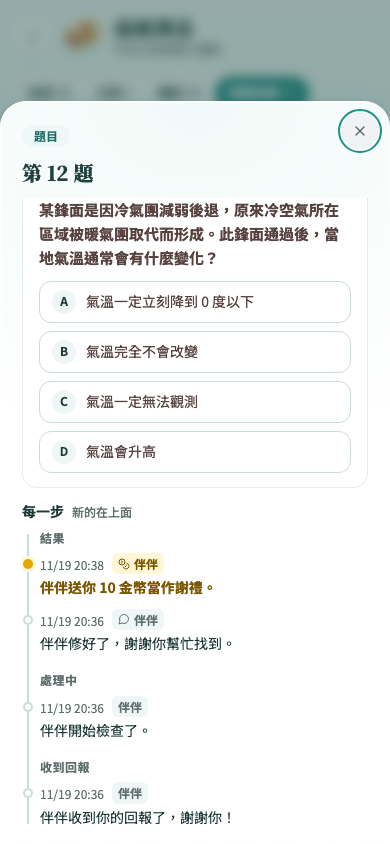 題目
第 12 題
某鋒面是因冷氣團減弱後退，原來冷空氣所在
區域被暖氣團取代而形成。此鋒面通過後，當
地氣溫通常會有什麼變化？
A 氣溫一定立刻降到 0 度以下
B 氣溫完全不會改變
C 氣溫一定無法觀測
D 氣溫會升高
每一步 新的在上面
結果
11/19 20:38 伴伴
伴伴送你 10 金幣當作謝禮。
11/19 20:36 伴伴
伴伴修好了，謝謝你幫忙找到。
處理中
11/19 20:36 伴伴
伴伴開始檢查了。
收到回報
11/19 20:36 伴伴
伴伴收到你的回報了，謝謝你！